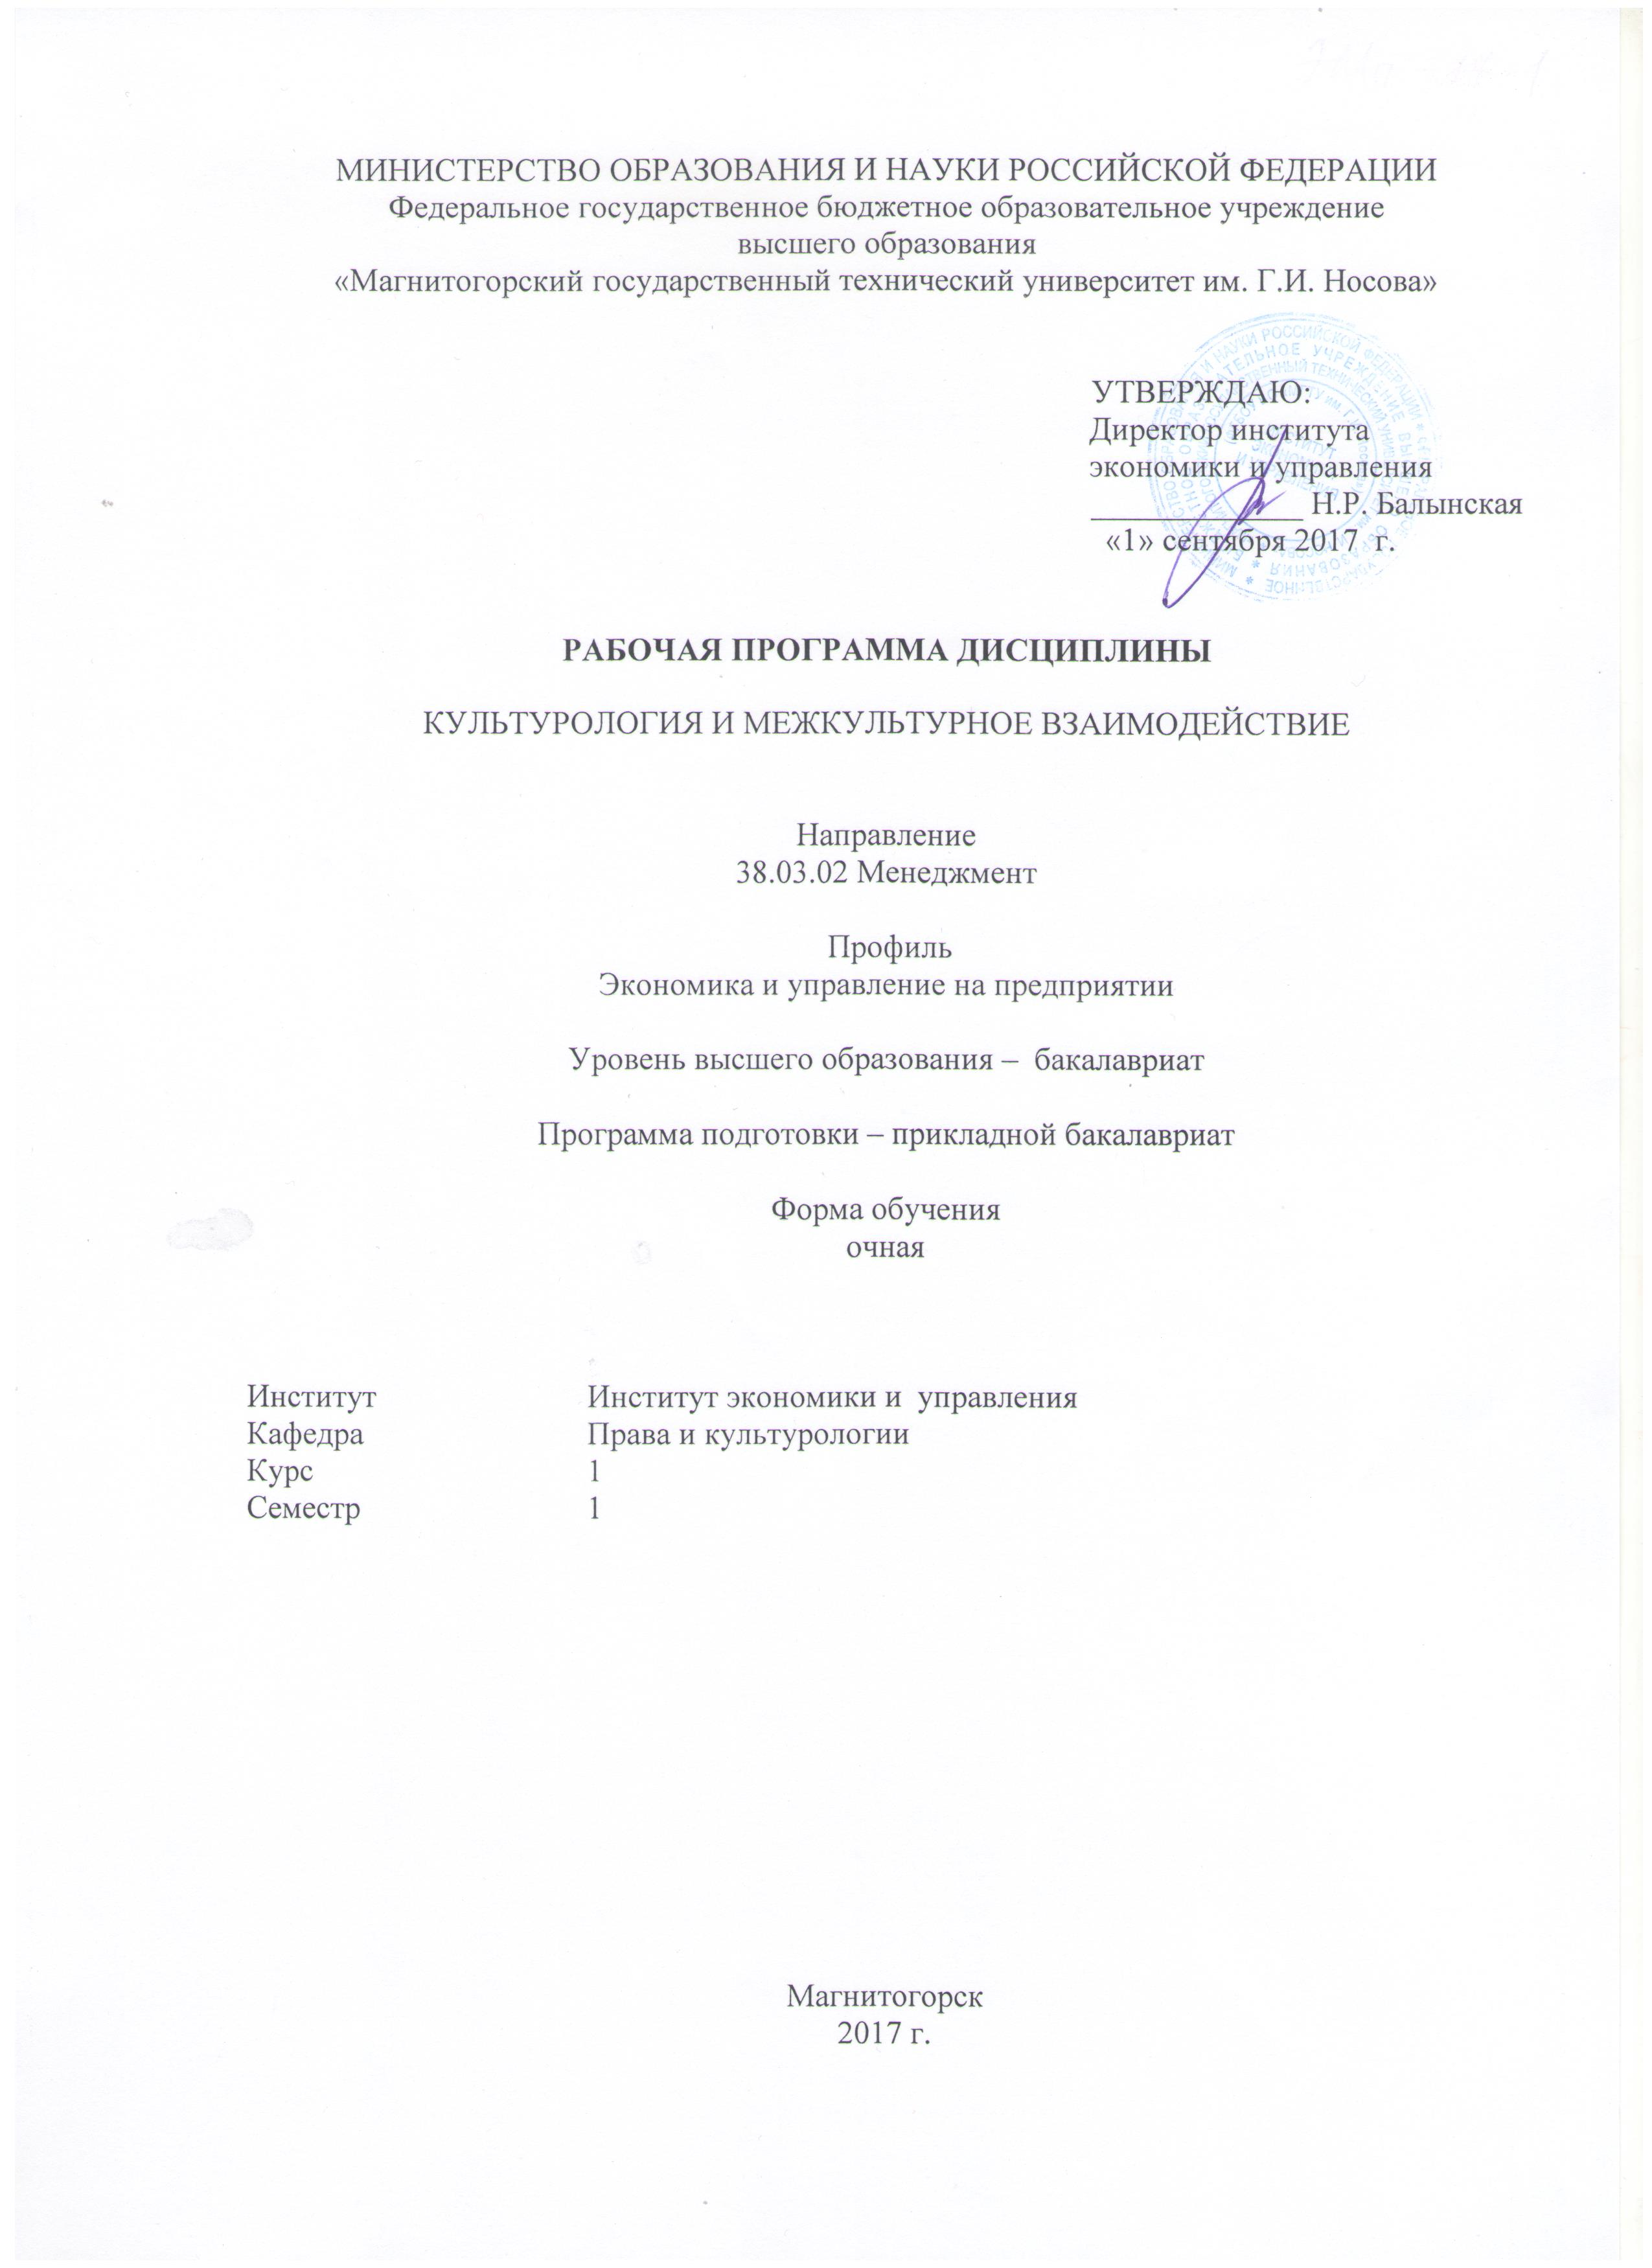 МИНИСТЕРСТВО ОБРАЗОВАНИЯ И НАУКИ РОССИЙСКОЙ ФЕДЕРАЦИИ
Федеральное государственное бюджетное образовательное учреждение
высшего образования
«Магнитогорский государственный технический университет им. Г.И. Носова»
УТВЕРЖДАЮ:
Директор института
экономики и управления
_____________ Н.Р. Балынская
«1» сентября 2017 г.
РАБОЧАЯ ПРОГРАММА ДИСЦИПЛИНЫ
КУЛЬТУРОЛОГИЯ И МЕЖКУЛЬТУРНОЕ ВЗАИМОДЕЙСТВИЕ
Направление
38.03.02 Менеджмент
Профиль
Экономика и управление на предприятии
Уровень высшего образования – бакалавриат
Программа подготовки – прикладной бакалавриат
Форма обучения
очная
Институт Институт экономики и управления
Кафедра Права и культурологии
Курс 1
Семестр 1
Магнитогорск
2017 г.